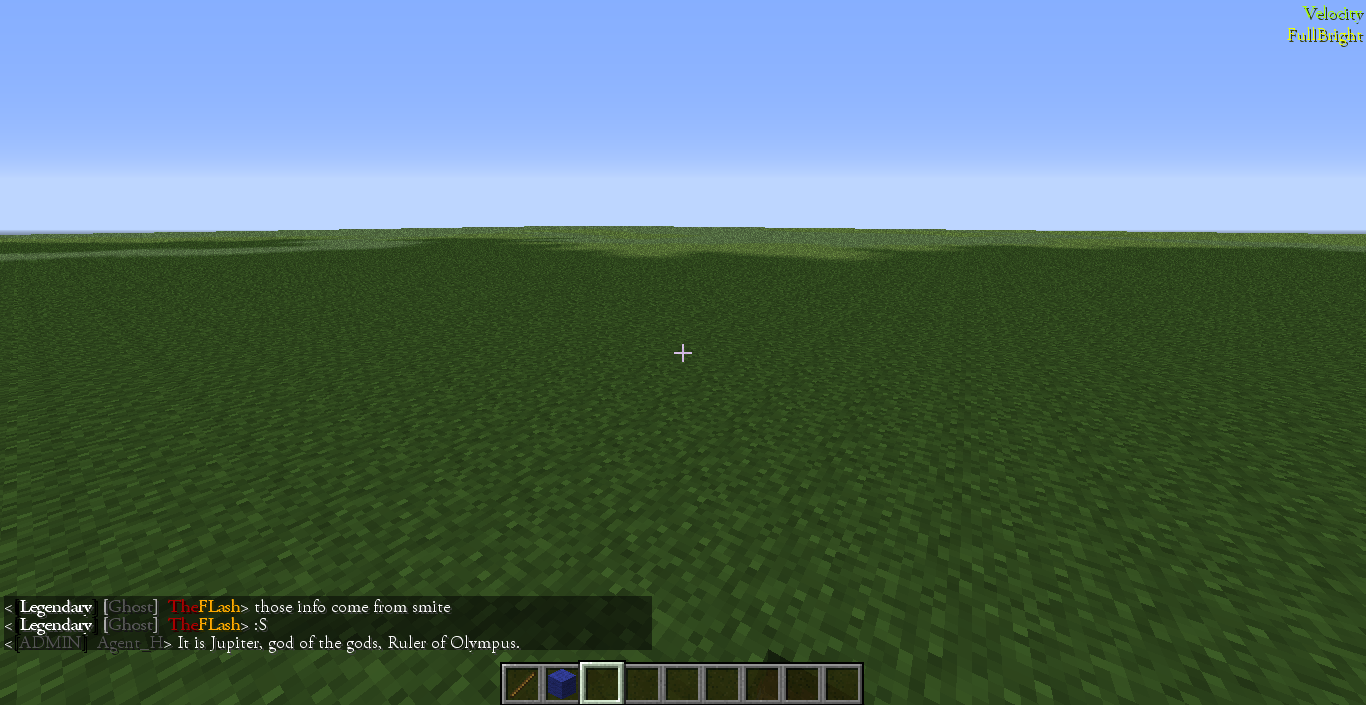 Velocity
FullBright
< [Legendary] [Ghost] TheFLash> those info come from smite
< [Legendary] [Ghost] TheFLash> :S
<[ADMIN] Agent_H> It is Jupiter, god of the gods, Ruler of Olympus.